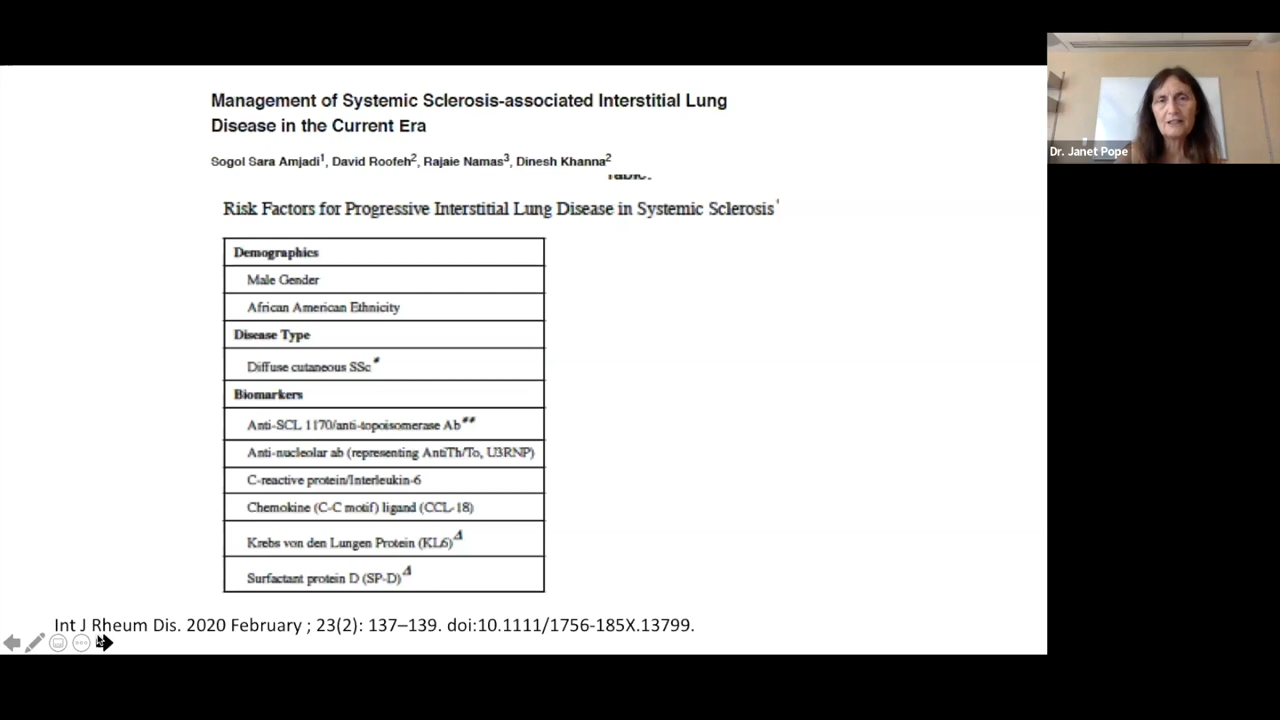 Management of Systemic Sclerosis-associated Interstitial Lung
Disease in the Current Era
Sogol Sara Amjadi1, David Roofeh2, Rajaie Namas3, Dinesh Khanna2
Risk Factors for Progressive Interstitial Lung Disease in Systemic Sclerosis
Demographics
Male Gender
African American Ethnicity
Disease Type
Diffuse cutaneous SSc*
Biomarkers
Anti-SCL 1170/anti-topoisomerase Ab**
Anti-nucleolar ab (representing AntiTh/To, U3RNP)
C-reactive protein/Interleukin-6
Chemokine (C-C motif) ligand (CCL-18)
Krebs von den Lungen Protein (KL6)Δ
Surfactant protein D (SP-D)Δ
Int J Rheum Dis. 2020 February ; 23(2): 137–139. doi:10.1111/1756-185X.13799.
Dr. Janet Pope